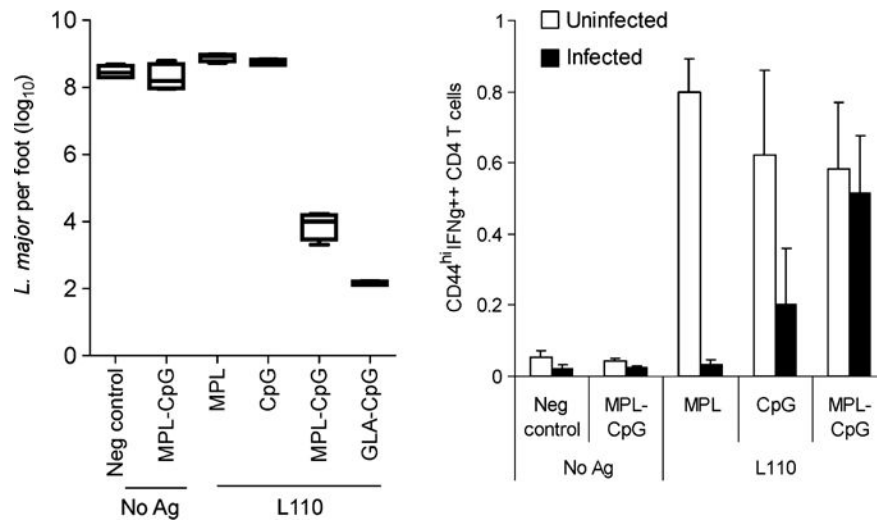 L. major per foot (log10)
10
8
6
4
2
0
Neg control
MPL-CpG
MPL
CpG
MPL-CpG
GLA-CpG
No Ag
L110
CD44hiIFNg++ CD4 T cells
Uninfected
Infected
1
0.8
0.6
0.4
0.2
0
Neg
control
MPL-
CpG
MPL
CpG
MPL-
CpG
No Ag
L110